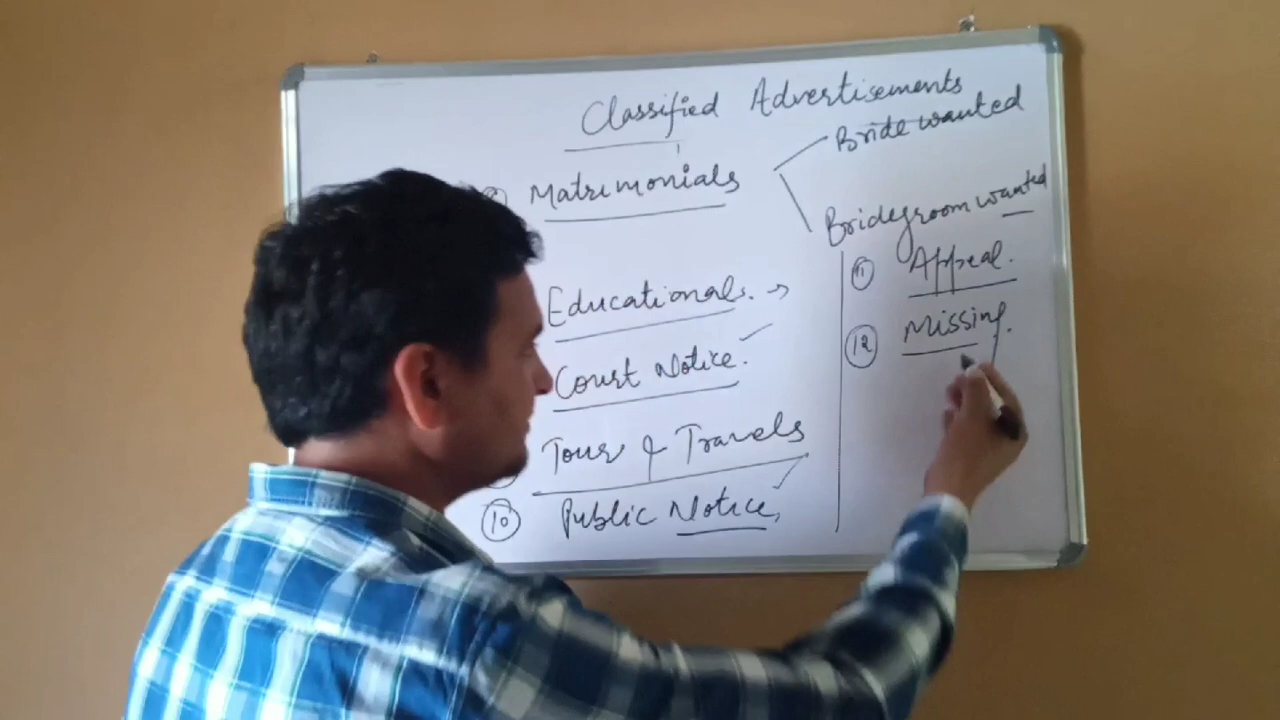 Classified Advertisements
Matrimonials
Bride wanted
Bridegroom wanted
Educationals. →
Court Notice.
Tour & Travels
10 Public Notice,
11 Appeal.
12 Missing.